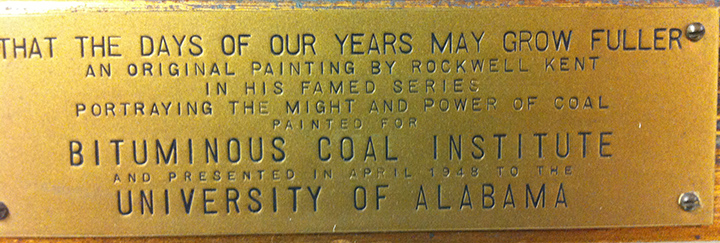 THAT THE DAYS OF OUR YEARS MAY GROW FULLER
AN ORIGINAL PAINTING BY ROCKWELL KENT
IN HIS FAMED SERIES
PORTRAYING THE MIGHT AND POWER OF COAL
PAINTED FOR
BITUMINOUS COAL INSTITUTE
AND PRESENTED IN APRIL 1948 TO THE
UNIVERSITY OF ALABAMA